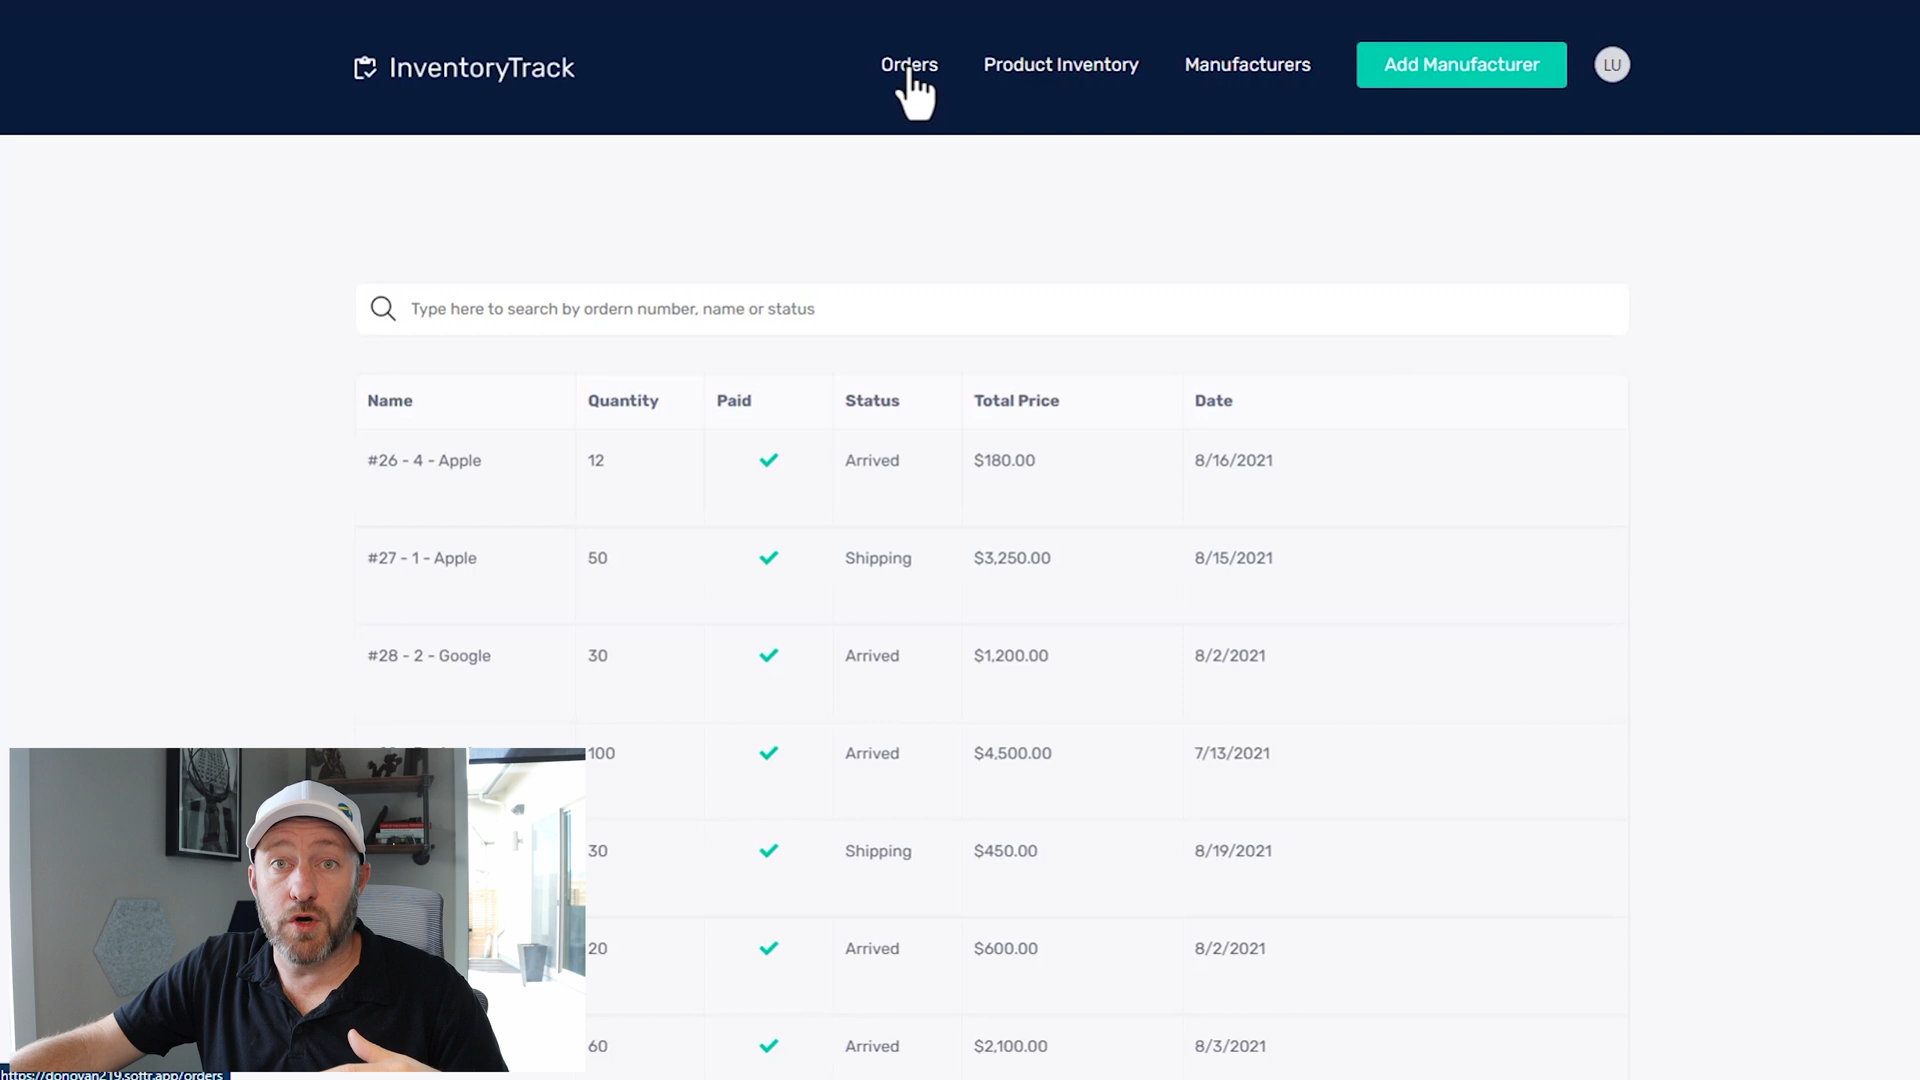 InventoryTrack
Orders
Product Inventory
Manufacturers
Add Manufacturer
LU
Type here to search by ordern number, name or status
Name Quantity Paid Status Total Price Date
#26 - 4 - Apple 12 Arrived $180.00 8/16/2021
#27 - 1 - Apple 50 Shipping $3,250.00 8/15/2021
#28 - 2 - Google 30 Arrived $1,200.00 8/2/2021
100 Arrived $4,500.00 7/13/2021
30 Shipping $450.00 8/19/2021
20 Arrived $600.00 8/2/2021
60 Arrived $2,100.00 8/3/2021
https://donovan219.softr.app/orders